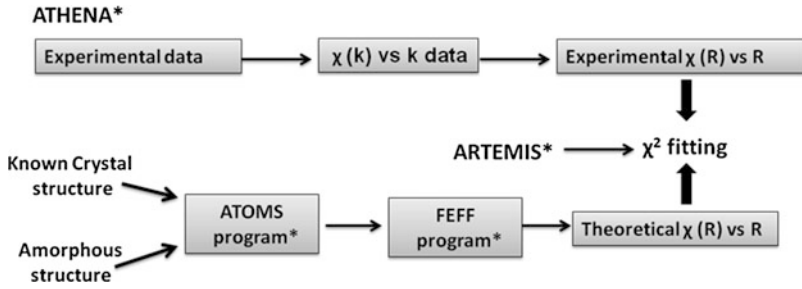 ATHENA*
Experimental data
χ (k) vs k data
Experimental χ (R) vs R
ARTEMIS*
χ² fitting
Known Crystal
structure
Amorphous
structure
ATOMS
program*
FEFF
program*
Theoretical χ (R) vs R